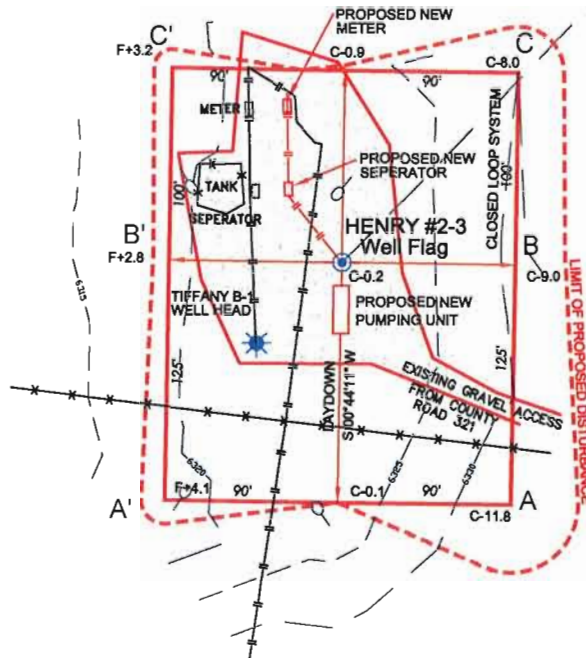 PROPOSED NEW
METER
C'
F+3.2
C-0.9
C
C-8.0
90'
90'
METER
CLOSED LOOP SYSTEM
100'
PROPOSED NEW
SEPERATOR
100'
TANK
SEPERATOR
HENRY #2-3
Well Flag
B'
F+2.8
B
C-9.0
C-0.2
6315
TIFFANY B-1
WELL HEAD
PROPOSED NEW
PUMPING UNIT
LIMIT OF PROPOSED DISTURBANCE
125'
125'
LAYDOWN
S 00°44'11" W
EXISTING GRAVEL ACCESS
FROM COUNTY
ROAD 321
6320
6325
6330
F+4.1
90'
C-0.1
90'
A'
A
C-11.8